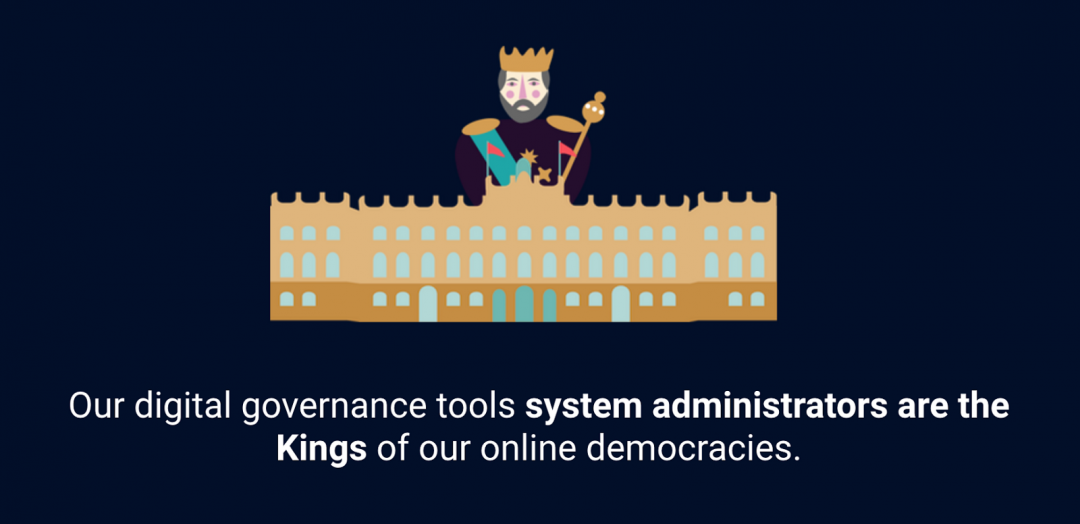 Our digital governance tools system administrators are the
Kings of our online democracies.